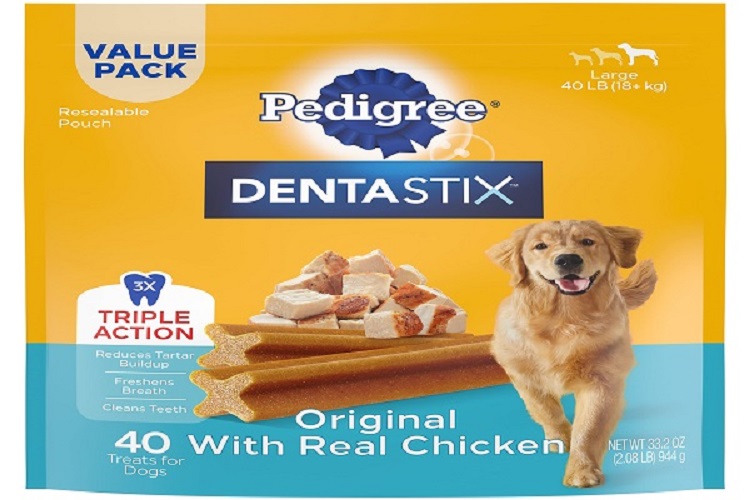 VALUE
PACK
Resealable
Pouch
Large
40 LB (18+ kg)
Pedigree®
DENTASTIX™
3X
TRIPLE
ACTION
Reduces Tartar
Buildup
Freshens
Breath
Cleans Teeth
Original
With Real Chicken
40
Treats for
Dogs
NET WT 33.2 OZ
(2.08 LB) 944 g